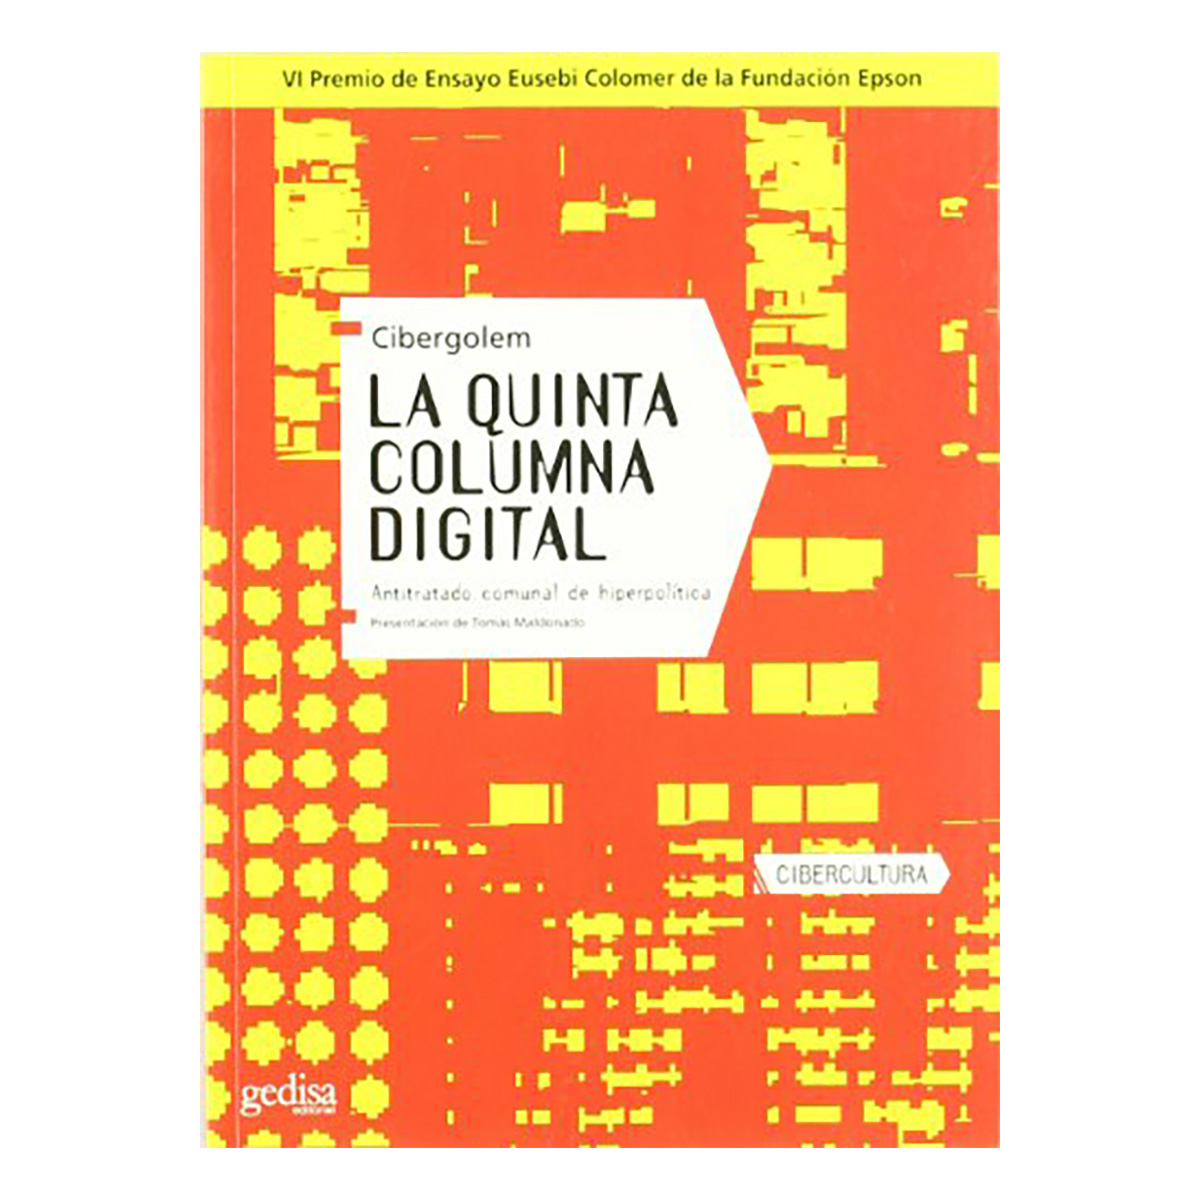 VI Premio de Ensayo Eusebi Colomer de la Fundación Epson
Cibergolem
LA QUINTA
COLUMNA
DIGITAL
Antitratado comunal de hiperpolítica
Presentación de Tomás Maldonado
CIBERCULTURA
gedisa
editorial